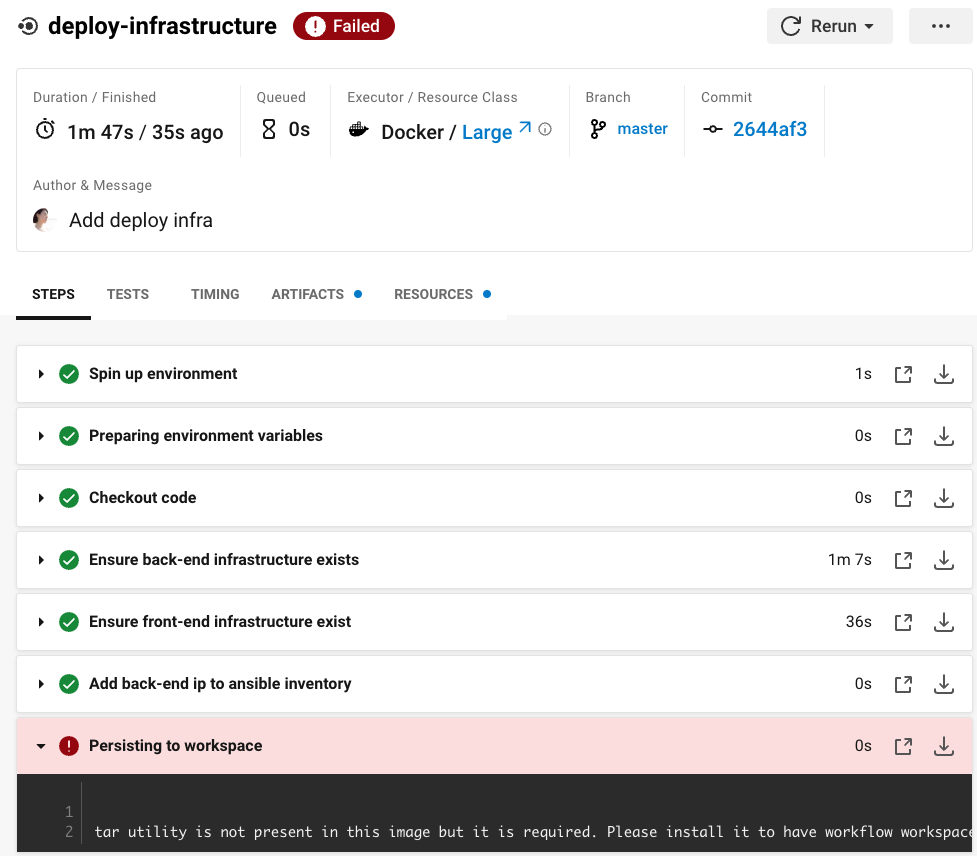 deploy-infrastructure Failed Rerun
Duration / Finished Queued Executor / Resource Class Branch Commit
1m 47s / 35s ago 0s Docker / Large master 2644af3
Author & Message
Add deploy infra
STEPS TESTS TIMING ARTIFACTS RESOURCES
Spin up environment 1s
Preparing environment variables 0s
Checkout code 0s
Ensure back-end infrastructure exists 1m 7s
Ensure front-end infrastructure exist 36s
Add back-end ip to ansible inventory 0s
Persisting to workspace 0s
1
2 tar utility is not present in this image but it is required. Please install it to have workflow workspace